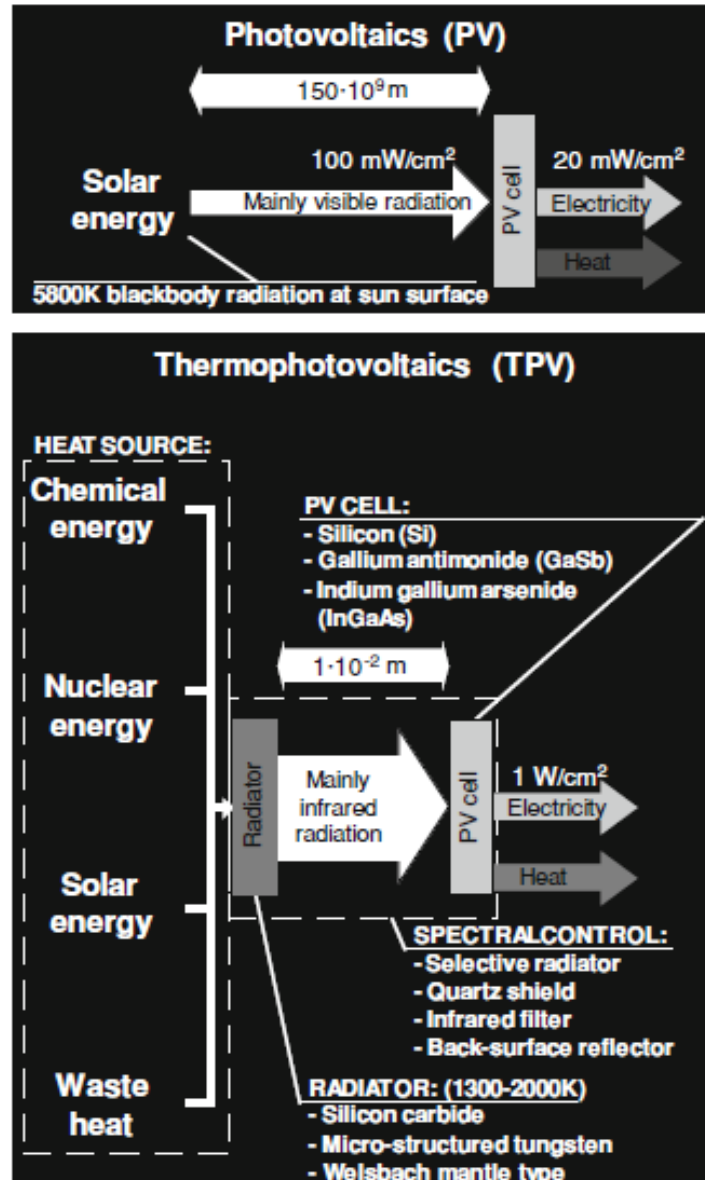 Photovoltaics (PV)
150·10⁹ m
100 mW/cm²
20 mW/cm²
Solar
energy
Mainly visible radiation
PV cell
Electricity
Heat
5800K blackbody radiation at sun surface
Thermophotovoltaics (TPV)
HEAT SOURCE:
Chemical
energy
PV CELL:
- Silicon (Si)
- Gallium antimonide (GaSb)
- Indium gallium arsenide
(InGaAs)
1·10⁻² m
Nuclear
energy
Radiator
Mainly
infrared
radiation
PV cell
1 W/cm²
Electricity
Heat
Solar
energy
SPECTRALCONTROL:
- Selective radiator
- Quartz shield
- Infrared filter
- Back-surface reflector
Waste
heat
RADIATOR: (1300-2000K)
- Silicon carbide
- Micro-structured tungsten
- Welsbach mantle type